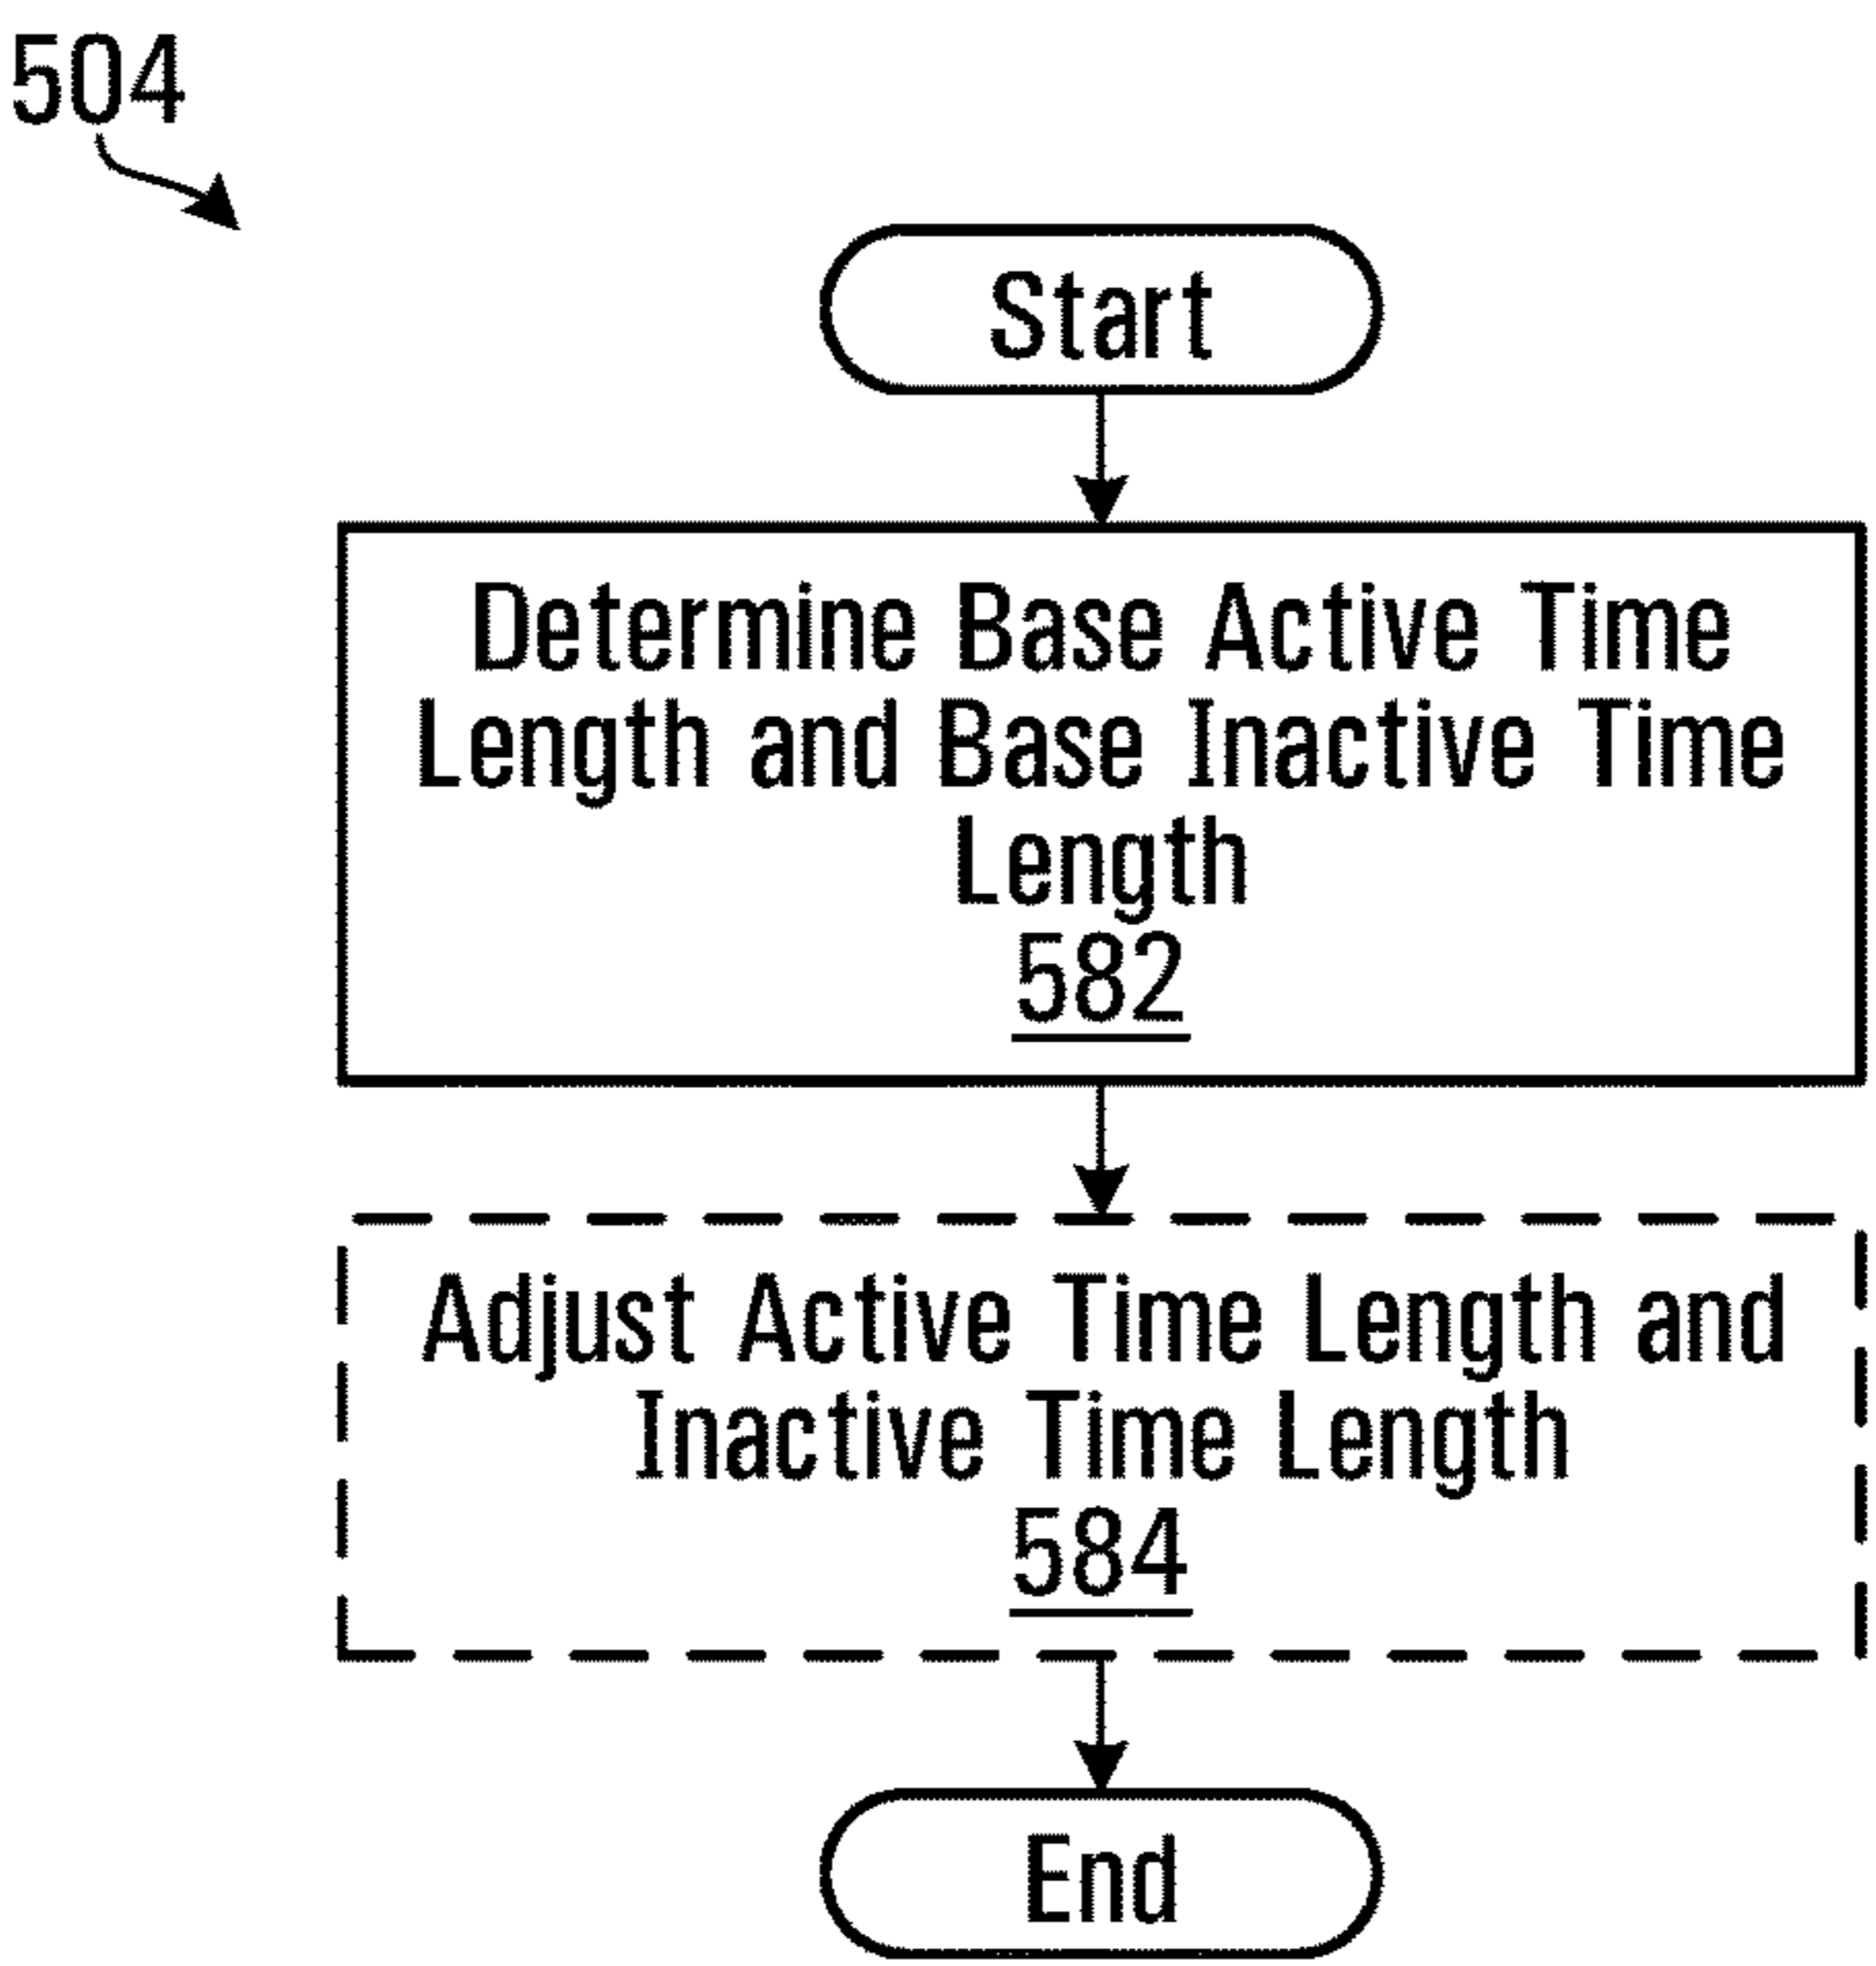 504
Start
Determine Base Active Time
Length and Base Inactive Time
Length
582
Adjust Active Time Length and
Inactive Time Length
584
End